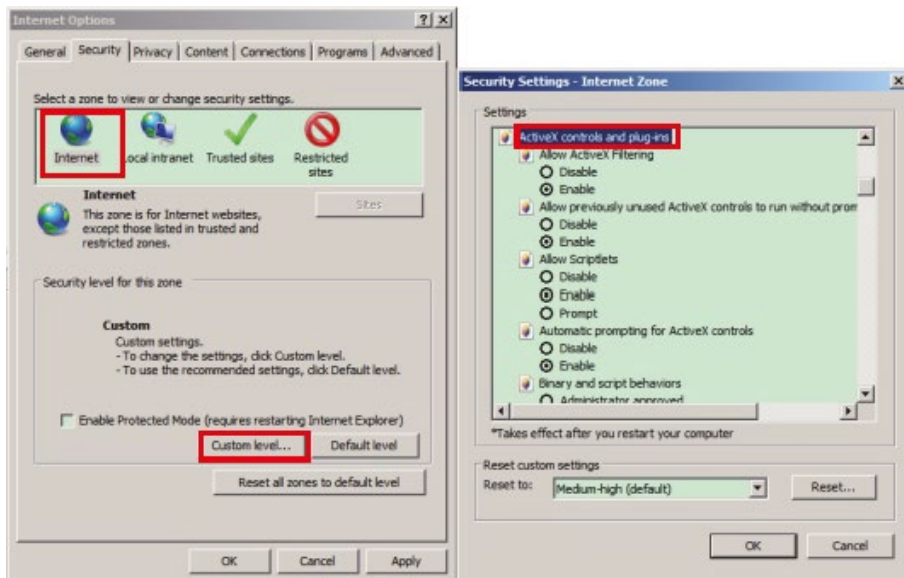 Internet Options
General Security Privacy Content Connections Programs Advanced
Select a zone to view or change security settings.
Internet Local intranet Trusted sites Restricted sites
Internet
This zone is for Internet websites,
except those listed in trusted and
restricted zones.
Sites
Security level for this zone
Custom
Custom settings.
- To change the settings, click Custom level.
- To use the recommended settings, click Default level.
Enable Protected Mode (requires restarting Internet Explorer)
Custom level... Default level
Reset all zones to default level
OK Cancel Apply
Security Settings - Internet Zone
Settings
ActiveX controls and plug-ins
Allow ActiveX Filtering
Disable
Enable
Allow previously unused ActiveX controls to run without prom
Disable
Enable
Allow Scriptlets
Disable
Enable
Prompt
Automatic prompting for ActiveX controls
Disable
Enable
Binary and script behaviors
Administrator approved
*Takes effect after you restart your computer
Reset custom settings
Reset to: Medium-high (default) Reset...
OK Cancel